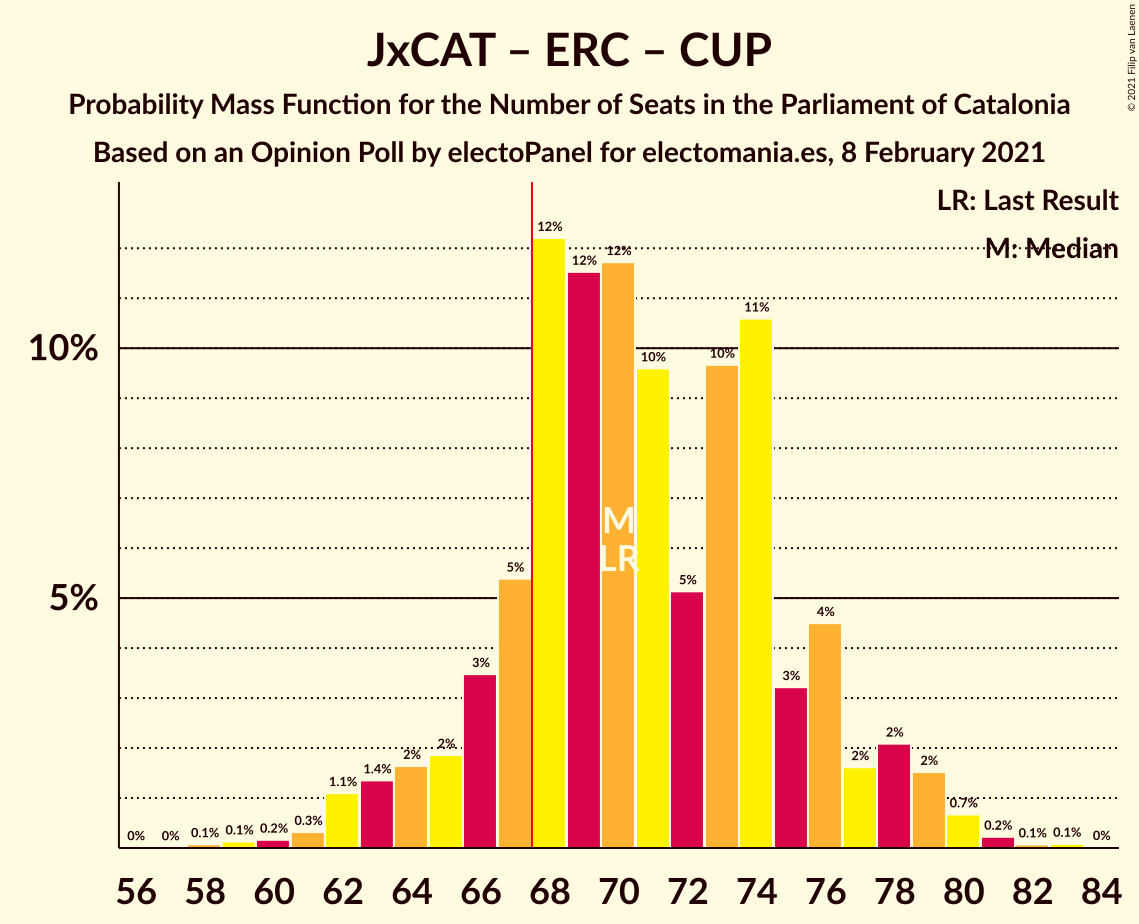 JxCAT – ERC – CUP
Probability Mass Function for the Number of Seats in the Parliament of Catalonia
Based on an Opinion Poll by electoPanel for electomania.es, 8 February 2021
© 2021 Filip van Laenen
LR: Last Result
M: Median
10%
5%
0% 0% 0.1% 0.1% 0.2% 0.3% 1.1% 1.4% 2% 2% 3% 5% 12% 12% 12% 10% 5% 10% 11% 3% 4% 2% 2% 2% 0.7% 0.2% 0.1% 0.1% 0%
M
LR
56 58 60 62 64 66 68 70 72 74 76 78 80 82 84